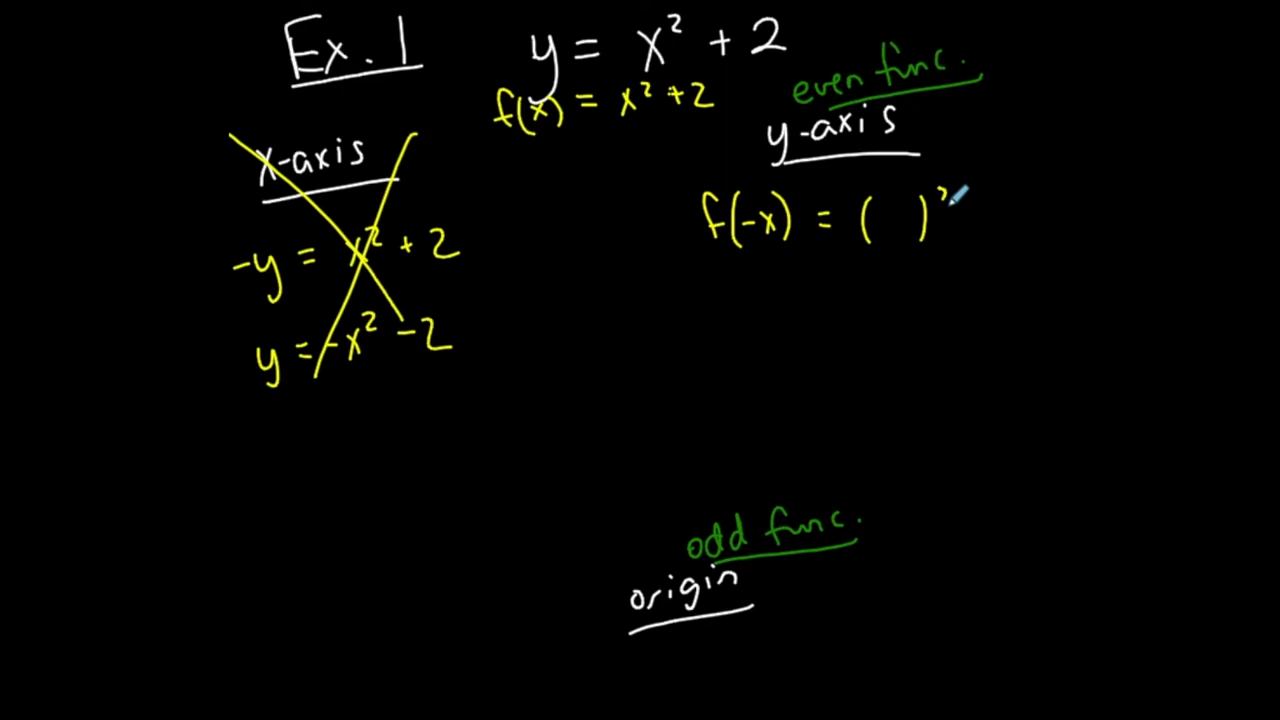 Ex. 1
y = x² + 2
f(x) = x² + 2
even func.
y-axis
f(-x) = ( )²
x-axis
-y = x² + 2
y = -x² - 2
odd func.
origin